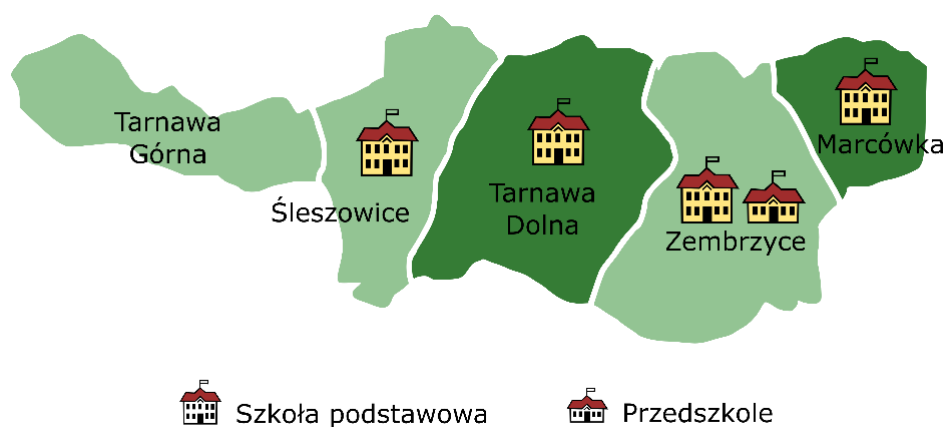 Tarnawa
Górna
Śleszowice
Tarnawa
Dolna
Zembrzyce
Marcówka
Szkoła podstawowa
Przedszkole